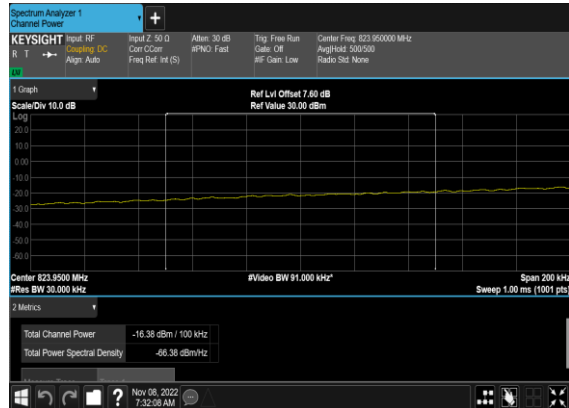 Spectrum Analyzer 1
Channel Power
+
KEYSIGHT Input: RF Input Z: 50 Ω Atten: 30 dB Trig: Free Run Center Freq: 823.950000 MHz
R T Coupling: DC Corr CCorr #PNO: Fast Gate: Off Avg|Hold: 500/500
Align: Auto Freq Ref: Int (S) #IF Gain: Low Radio Std: None
1 Graph
Ref Lvl Offset 7.60 dB
Scale/Div 10.0 dB Ref Value 30.00 dBm
Log
20.0
10.0
0.00
-10.0
-20.0
-30.0
-40.0
-50.0
-60.0
Center 823.9500 MHz #Video BW 91.000 kHz* Span 200 kHz
#Res BW 30.000 kHz Sweep 1.00 ms (1001 pts)
2 Metrics
Total Channel Power -16.38 dBm / 100 kHz
Total Power Spectral Density -66.38 dBm/Hz
?
Nov 08, 2022
7:32:08 AM